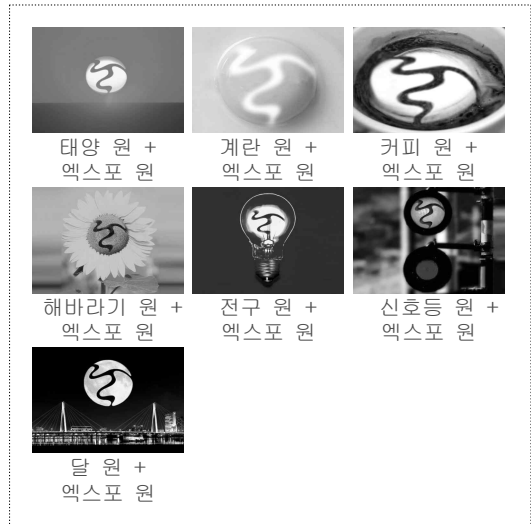 태양 원 +
엑스포 원
계란 원 +
엑스포 원
커피 원 +
엑스포 원
해바라기 원 +
엑스포 원
전구 원 +
엑스포 원
신호등 원 +
엑스포 원
달 원 +
엑스포 원